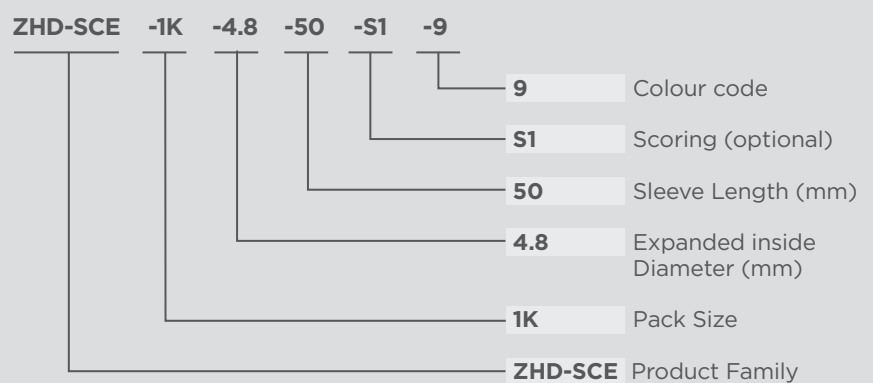 ZHD-SCE -1K -4.8 -50 -S1 -9
9 Colour code
S1 Scoring (optional)
50 Sleeve Length (mm)
4.8 Expanded inside
Diameter (mm)
1K Pack Size
ZHD-SCE Product Family